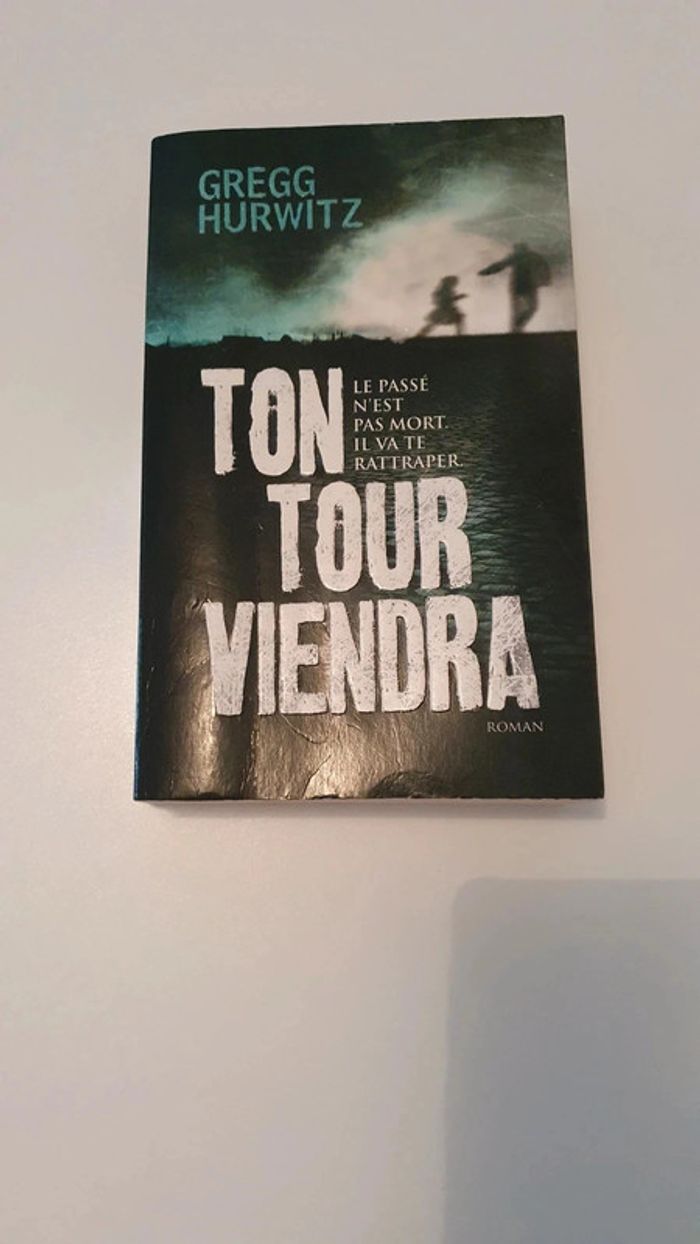 GREGG
HURWITZ
TON
LE PASSÉ
N'EST
PAS MORT.
IL VA TE
RATTRAPER.
TOUR
VIENDRA
ROMAN